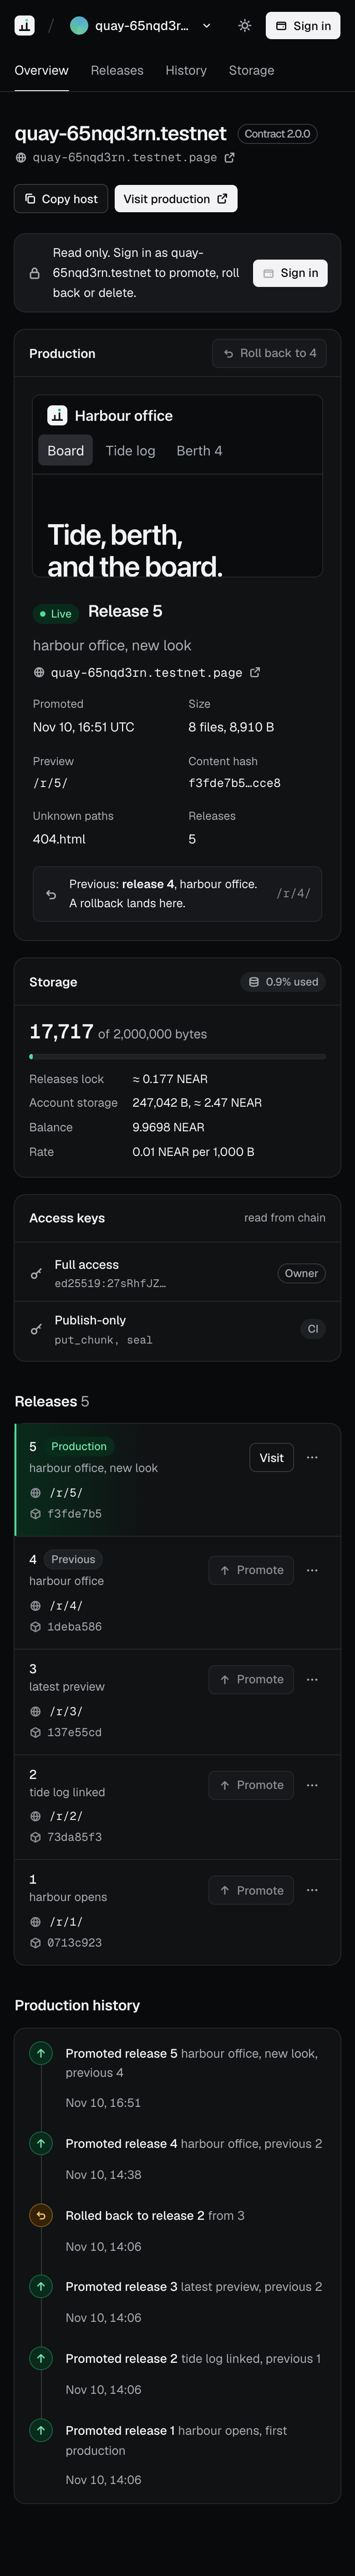 / quay-65nqd3r… Sign in
Overview Releases History Storage
quay-65nqd3rn.testnet Contract 2.0.0
quay-65nqd3rn.testnet.page
Copy host Visit production
Read only. Sign in as quay-
65nqd3rn.testnet to promote, roll
back or delete.
Sign in
Production Roll back to 4
Harbour office
Board Tide log Berth 4
Tide, berth,
and the board.
Live Release 5
harbour office, new look
quay-65nqd3rn.testnet.page
Promoted Size
Nov 10, 16:51 UTC 8 files, 8,910 B
Preview Content hash
/r/5/ f3fde7b5…cce8
Unknown paths Releases
404.html 5
Previous: release 4, harbour office.
A rollback lands here.
/r/4/
Storage 0.9% used
17,717 of 2,000,000 bytes
Releases lock ≈ 0.177 NEAR
Account storage 247,042 B, ≈ 2.47 NEAR
Balance 9.9698 NEAR
Rate 0.01 NEAR per 1,000 B
Access keys read from chain
Full access
ed25519:27sRhfJZ…
Owner
Publish-only
put_chunk, seal
CI
Releases 5
5 Production
harbour office, new look
/r/5/
f3fde7b5
Visit ···
4 Previous
harbour office
/r/4/
1deba586
Promote ···
3
latest preview
/r/3/
137e55cd
Promote ···
2
tide log linked
/r/2/
73da85f3
Promote ···
1
harbour opens
/r/1/
0713c923
Promote ···
Production history
Promoted release 5 harbour office, new look,
previous 4
Nov 10, 16:51
Promoted release 4 harbour office, previous 2
Nov 10, 14:38
Rolled back to release 2 from 3
Nov 10, 14:06
Promoted release 3 latest preview, previous 2
Nov 10, 14:06
Promoted release 2 tide log linked, previous 1
Nov 10, 14:06
Promoted release 1 harbour opens, first
production
Nov 10, 14:06